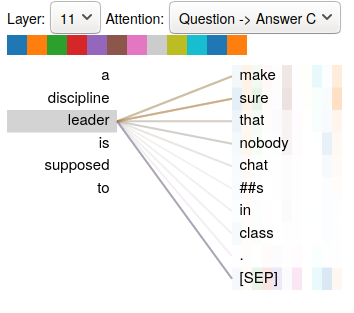 Layer: 11 Attention: Question -> Answer C
a make
discipline sure
leader that
is nobody
supposed chat
to ##s
in
class
.
[SEP]